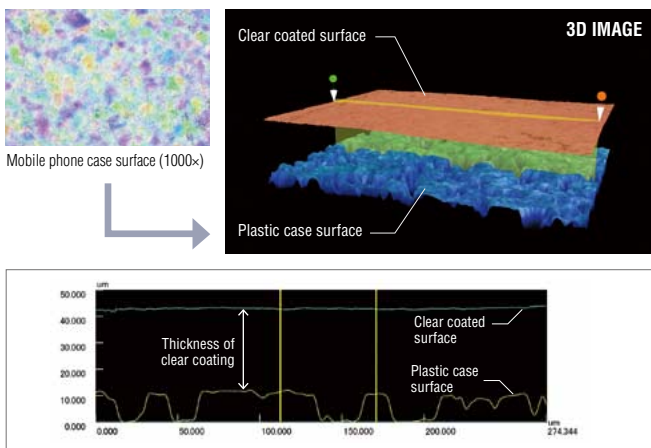 Clear coated surface
3D IMAGE
Mobile phone case surface (1000×)
Plastic case surface
um
50.000
40.000
30.000
20.000
10.000
0.000
Thickness of
clear coating
Clear coated
surface
Plastic case
surface
0.000
50.000
100.000
150.000
200.000
um
274.344